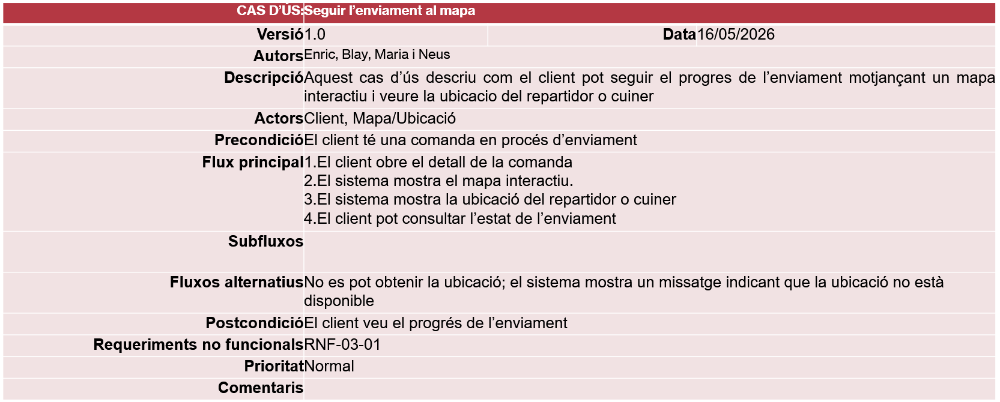 CAS D’ÚS: Seguir l’enviament al mapa
Versió 1.0 Data 16/05/2026
Autors Enric, Blay, Maria i Neus
Descripció Aquest cas d’ús descriu com el client pot seguir el progres de l’enviament motjançant un mapa
interactiu i veure la ubicacio del repartidor o cuiner
Actors Client, Mapa/Ubicació
Precondició El client té una comanda en procés d’enviament
Flux principal 1.El client obre el detall de la comanda
2.El sistema mostra el mapa interactiu.
3.El sistema mostra la ubicació del repartidor o cuiner
4.El client pot consultar l’estat de l’enviament
Subfluxos
Fluxos alternatius No es pot obtenir la ubicació; el sistema mostra un missatge indicant que la ubicació no està
disponible
Postcondició El client veu el progrés de l’enviament
Requeriments no funcionals RNF-03-01
Prioritat Normal
Comentaris